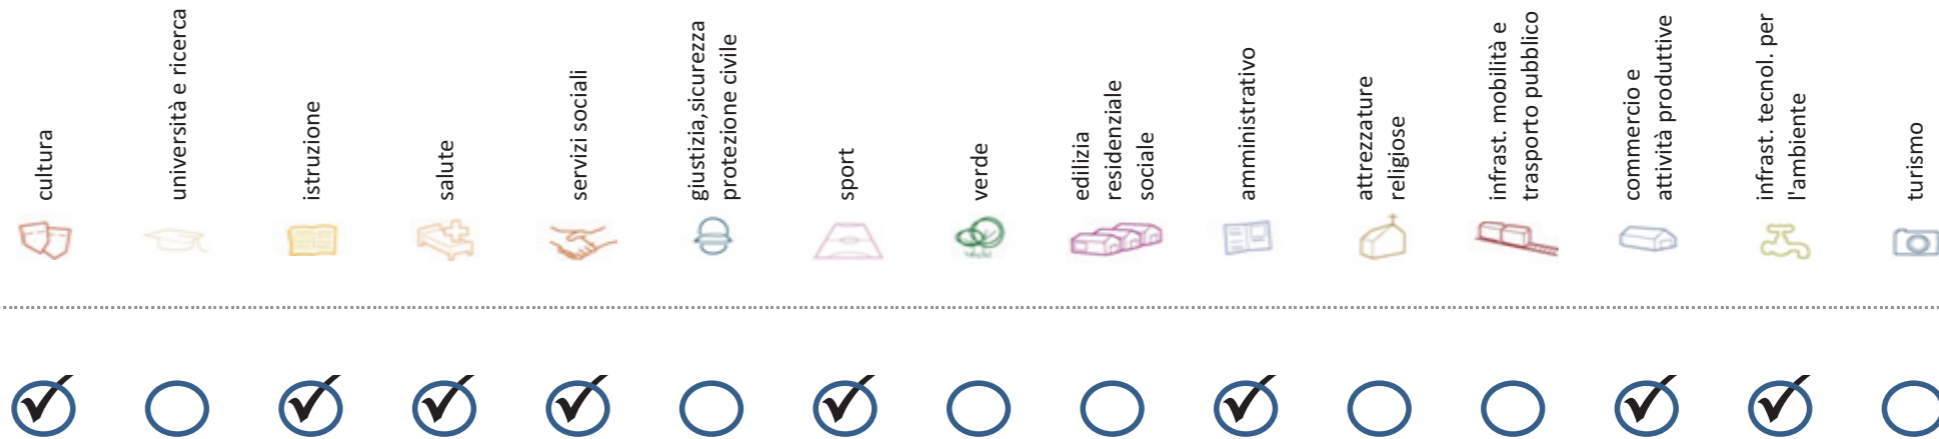 cultura
università e ricerca
istruzione
salute
servizi sociali
giustizia,sicurezza
protezione civile
sport
verde
edilizia
residenziale
sociale
amministrativo
attrezzature
religiose
infrast. mobilità e
trasporto pubblico
commercio e
attività produttive
infrast. tecnol. per
l'ambiente
turismo